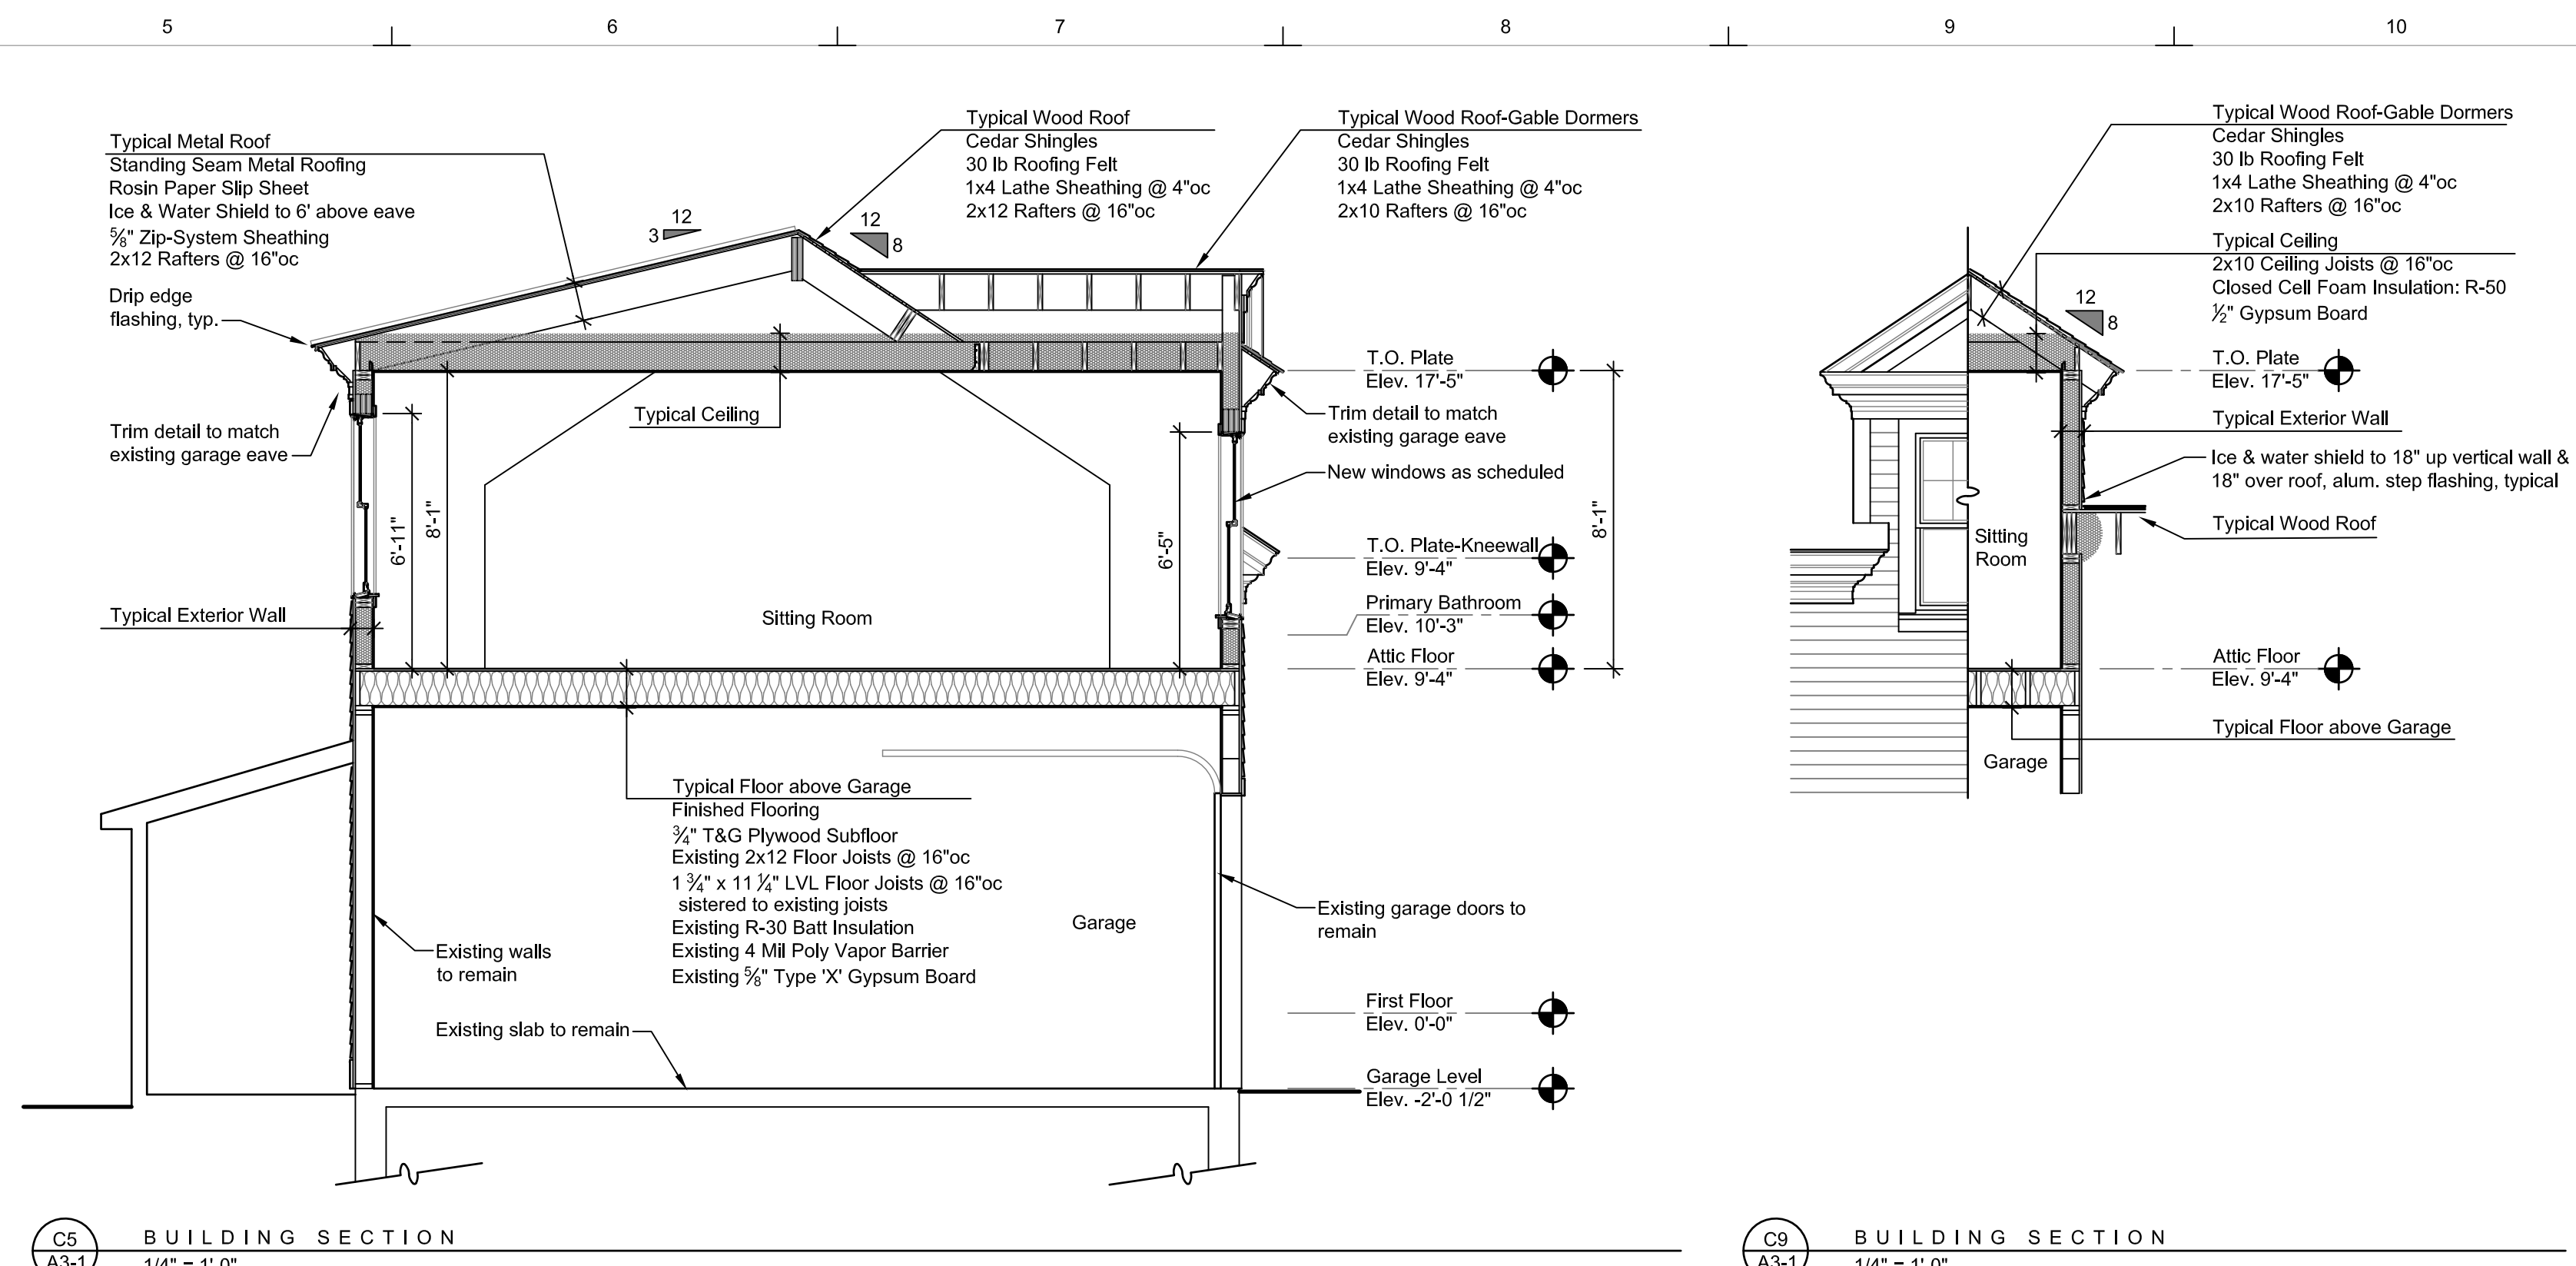 5
6
7
8
9
10
Typical Metal Roof
Standing Seam Metal Roofing
Rosin Paper Slip Sheet
Ice & Water Shield to 6' above eave
⅝" Zip-System Sheathing
2x12 Rafters @ 16"oc
Drip edge
flashing, typ.
Trim detail to match
existing garage eave
Typical Exterior Wall
12
3
12
8
Typical Wood Roof
Cedar Shingles
30 lb Roofing Felt
1x4 Lathe Sheathing @ 4"oc
2x12 Rafters @ 16"oc
Typical Wood Roof-Gable Dormers
Cedar Shingles
30 lb Roofing Felt
1x4 Lathe Sheathing @ 4"oc
2x10 Rafters @ 16"oc
Typical Ceiling
6'-11"
8'-1"
6'-5"
Sitting Room
T.O. Plate
Elev. 17'-5"
Trim detail to match
existing garage eave
New windows as scheduled
8'-1"
T.O. Plate-Kneewall
Elev. 9'-4"
Primary Bathroom
Elev. 10'-3"
Attic Floor
Elev. 9'-4"
Typical Floor above Garage
Finished Flooring
¾" T&G Plywood Subfloor
Existing 2x12 Floor Joists @ 16"oc
1 ¾" x 11 ¼" LVL Floor Joists @ 16"oc
sistered to existing joists
Existing R-30 Batt Insulation
Existing 4 Mil Poly Vapor Barrier
Existing ⅝" Type 'X' Gypsum Board
Garage
Existing walls
to remain
Existing slab to remain
Existing garage doors to
remain
First Floor
Elev. 0'-0"
Garage Level
Elev. -2'-0 1/2"
C5
A3-1
BUILDING SECTION
1/4" = 1'-0"
Typical Wood Roof-Gable Dormers
Cedar Shingles
30 lb Roofing Felt
1x4 Lathe Sheathing @ 4"oc
2x10 Rafters @ 16"oc
Typical Ceiling
2x10 Ceiling Joists @ 16"oc
Closed Cell Foam Insulation: R-50
½" Gypsum Board
12
8
T.O. Plate
Elev. 17'-5"
Typical Exterior Wall
Ice & water shield to 18" up vertical wall &
18" over roof, alum. step flashing, typical
Typical Wood Roof
Sitting
Room
Attic Floor
Elev. 9'-4"
Typical Floor above Garage
Garage
C9
A3-1
BUILDING SECTION
1/4" = 1'-0"